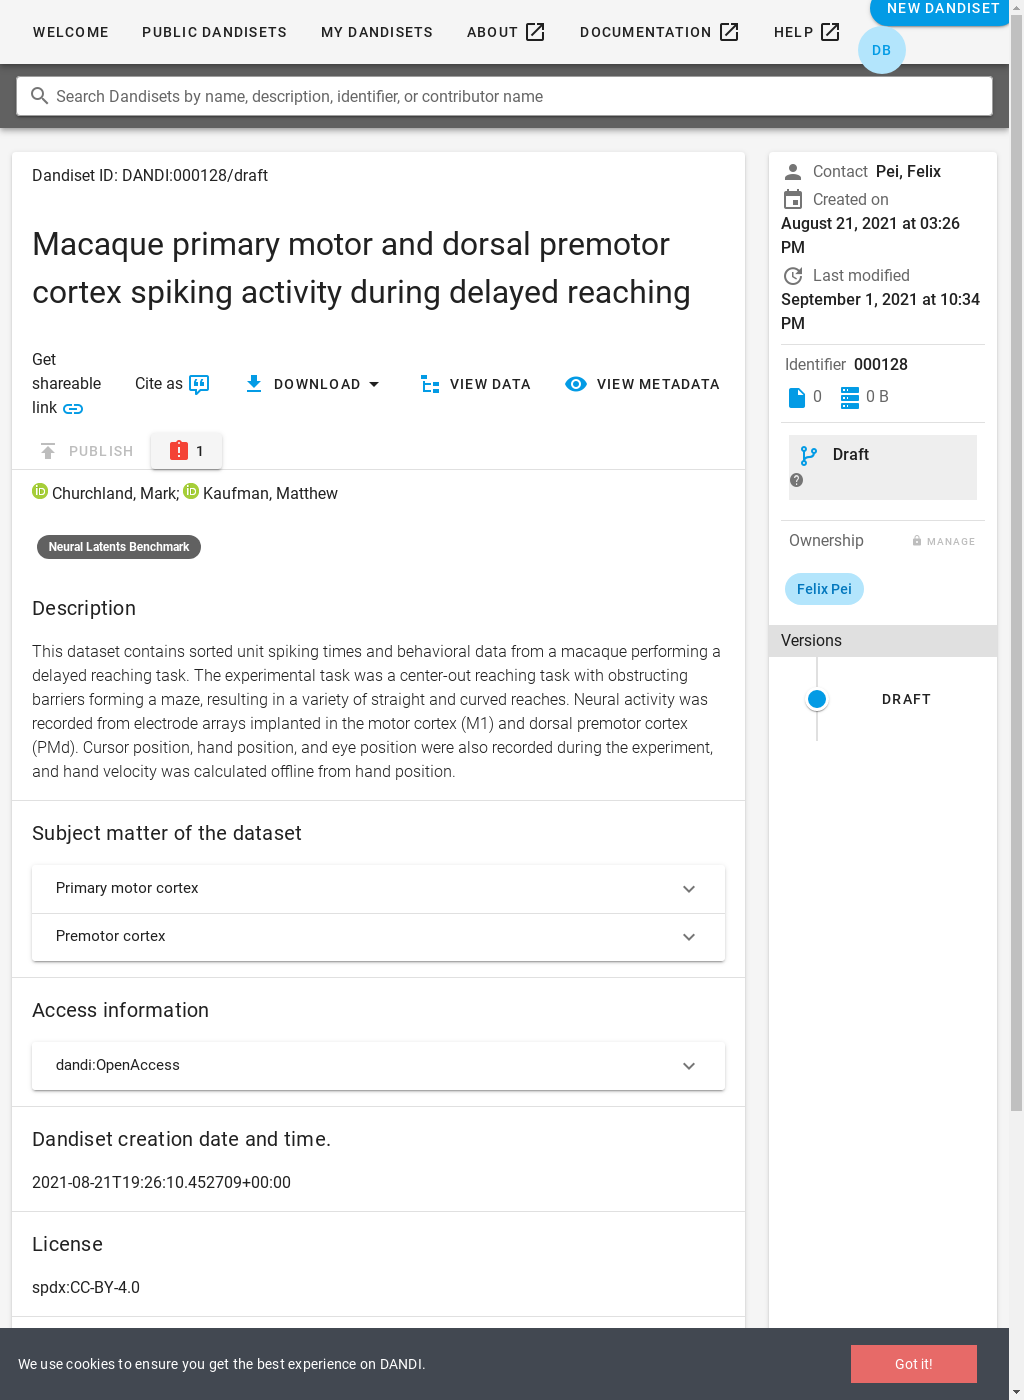 WELCOME
PUBLIC DANDISETS
MY DANDISETS
ABOUT
DOCUMENTATION
HELP
NEW DANDISET
DB
Search Dandisets by name, description, identifier, or contributor name
Dandiset ID: DANDI:000128/draft
Macaque primary motor and dorsal premotor
cortex spiking activity during delayed reaching
Get
shareable
link
Cite as
DOWNLOAD
VIEW DATA
VIEW METADATA
PUBLISH
1
Churchland, Mark; Kaufman, Matthew
Neural Latents Benchmark
Description
This dataset contains sorted unit spiking times and behavioral data from a macaque performing a
delayed reaching task. The experimental task was a center-out reaching task with obstructing
barriers forming a maze, resulting in a variety of straight and curved reaches. Neural activity was
recorded from electrode arrays implanted in the motor cortex (M1) and dorsal premotor cortex
(PMd). Cursor position, hand position, and eye position were also recorded during the experiment,
and hand velocity was calculated offline from hand position.
Subject matter of the dataset
Primary motor cortex
Premotor cortex
Access information
dandi:OpenAccess
Dandiset creation date and time.
2021-08-21T19:26:10.452709+00:00
License
spdx:CC-BY-4.0
Contact Pei, Felix
Created on
August 21, 2021 at 03:26
PM
Last modified
September 1, 2021 at 10:34
PM
Identifier 000128
0
0 B
Draft
Ownership
MANAGE
Felix Pei
Versions
DRAFT
We use cookies to ensure you get the best experience on DANDI.
Got it!